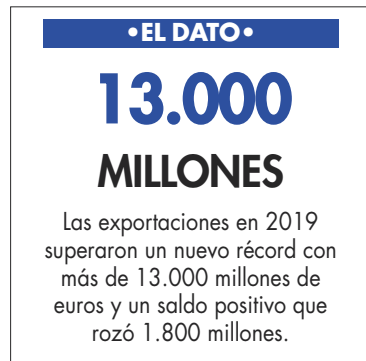 •EL DATO•
13.000
MILLONES
Las exportaciones en 2019
superaron un nuevo récord con
más de 13.000 millones de
euros y un saldo positivo que
rozó 1.800 millones.